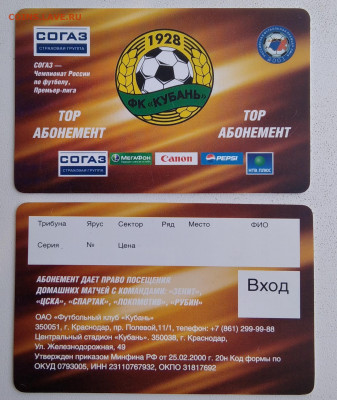 СОГАЗ
СТРАХОВАЯ ГРУППА
1928
ФК «КУБАНЬ»
СОГАЗ –
Чемпионат России
по футболу.
Премьер-лига
TOP
АБОНЕМЕНТ
TOP
АБОНЕМЕНТ
СОГАЗ
СТРАХОВАЯ ГРУППА
МЕГАФОН
Canon
PEPSI
НТВ ПЛЮС
Трибуна Ярус Сектор Ряд Место ФИО
Серия № Цена
АБОНЕМЕНТ ДАЕТ ПРАВО ПОСЕЩЕНИЯ
ДОМАШНИХ МАТЧЕЙ С КОМАНДАМИ: «ЗЕНИТ»,
«ЦСКА», «СПАРТАК», «ЛОКОМОТИВ», «РУБИН»
Вход
ОАО «Футбольный клуб «Кубань»
350051, г. Краснодар, пр. Полевой,11/1, телефон: +7 (861) 299-99-88
Центральный стадион «Кубань». 350038, г. Краснодар,
Ул. Железнодорожная, 49
Утвержден приказом Минфина РФ от 25.02.2000 г. 20н Код формы по
ОКУД 0793005, ИНН 23110767932, ОКПО 31817692